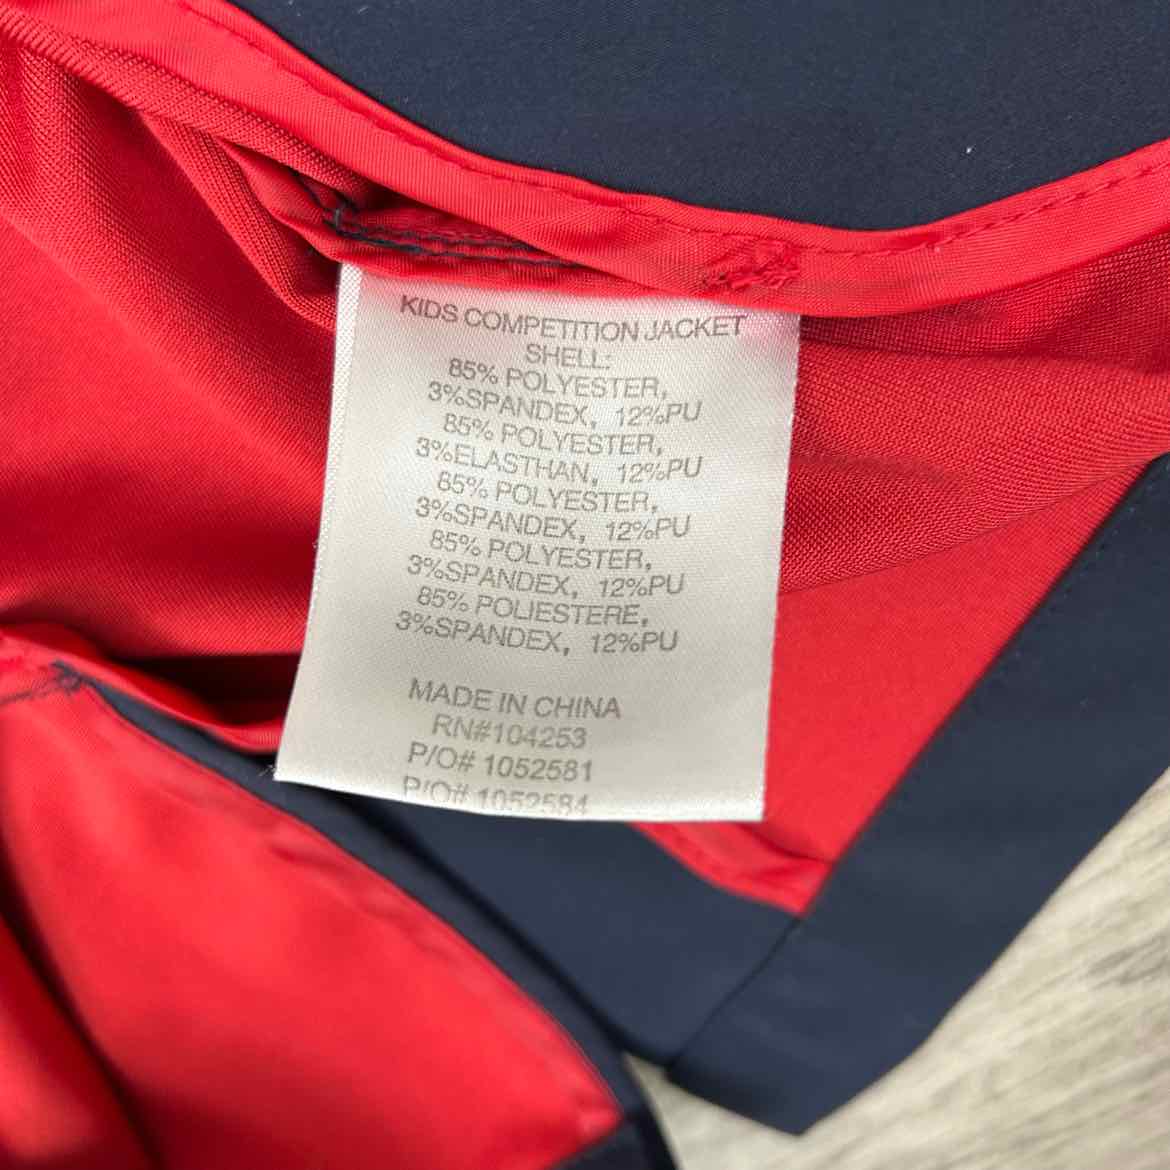 KIDS COMPETITION JACKET
SHELL:
85% POLYESTER,
3%SPANDEX, 12%PU
85% POLYESTER,
3%ELASTHAN, 12%PU
85% POLYESTER,
3%SPANDEX, 12%PU
85% POLYESTER,
3%SPANDEX, 12%PU
85% POLIESTERE,
3%SPANDEX, 12%PU
MADE IN CHINA
RN#104253
P/O# 1052581
P/O# 1052584